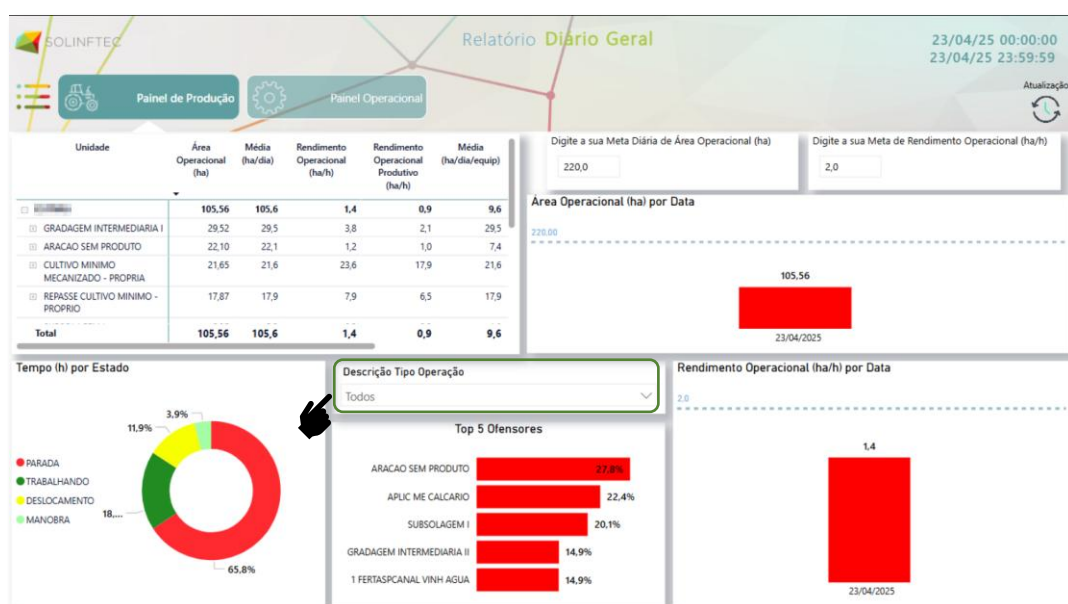 SOLINFTEC
Relatório Diário Geral
23/04/25 00:00:00
23/04/25 23:59:59
Atualização
Painel de Produção
Painel Operacional
Unidade
Área Operacional (ha)
Média (ha/dia)
Rendimento Operacional (ha/h)
Rendimento Operacional Produtivo (ha/h)
Média (ha/dia/equip)
105,56 105,6 1,4 0,9 9,6
GRADAGEM INTERMEDIARIA I 29,52 29,5 3,8 2,1 29,5
ARACAO SEM PRODUTO 22,10 22,1 1,2 1,0 7,4
CULTIVO MINIMO 21,65 21,6 23,6 17,9 21,6
MECANIZADO - PROPRIA
REPASSE CULTIVO MINIMO - 17,87 17,9 7,9 6,5 17,9
PROPRIO
Total 105,56 105,6 1,4 0,9 9,6
Digite a sua Meta Diária de Área Operacional (ha)
220,0
Digite a sua Meta de Rendimento Operacional (ha/h)
2,0
Área Operacional (ha) por Data
220,00
105,56
23/04/2025
Tempo (h) por Estado
3,9%
11,9%
18,...
65,8%
PARADA
TRABALHANDO
DESLOCAMENTO
MANOBRA
Descrição Tipo Operação
Todos
Top 5 Ofensores
ARACAO SEM PRODUTO 27,8%
APLIC ME CALCARIO 22,4%
SUBSOLAGEM I 20,1%
GRADAGEM INTERMEDIARIA II 14,9%
1 FERTASPCANAL VINH AGUA 14,9%
Rendimento Operacional (ha/h) por Data
2,0
1,4
23/04/2025